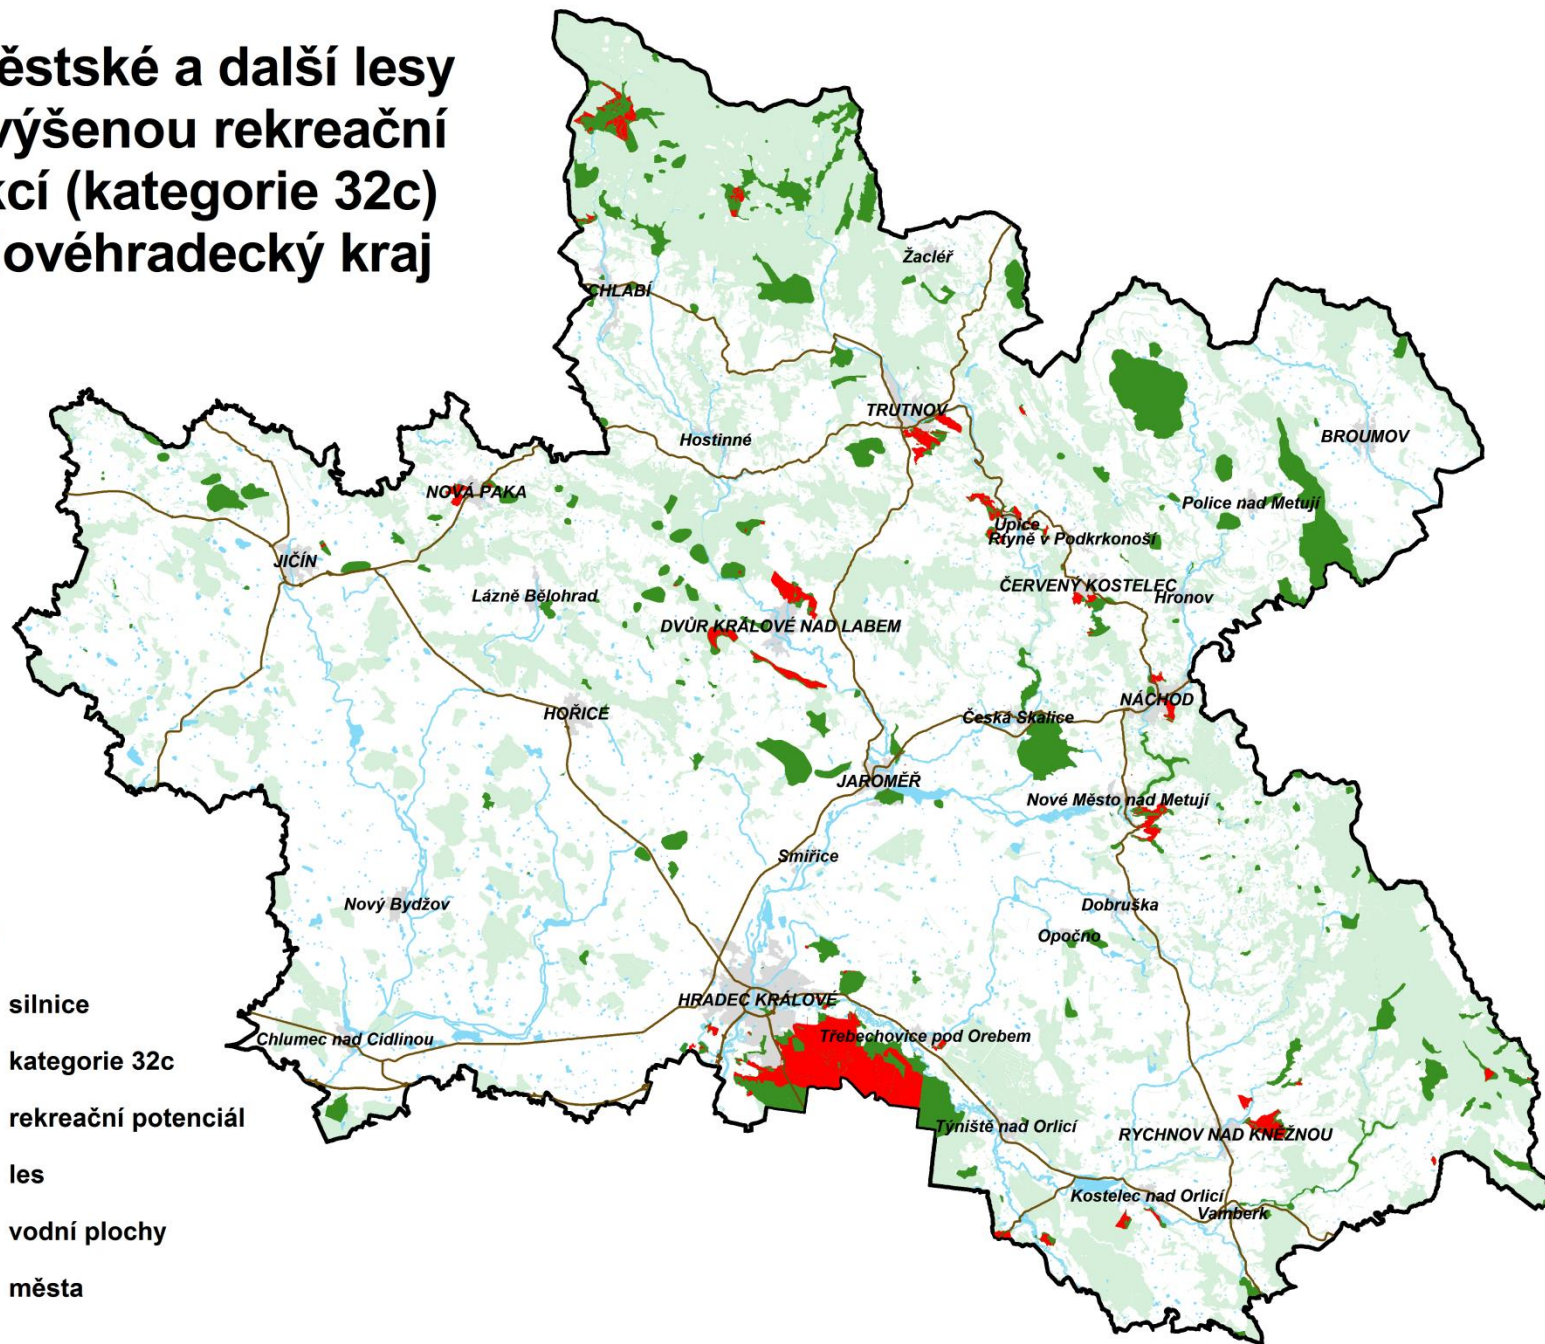 ěstské a další lesy
výšenou rekreační
kcí (kategorie 32c)
lovéhradecký kraj
Žacléř
CHLABÍ
TRUTNOV
Hostinné
BROUMOV
NOVÁ PAKA
Police nad Metují
Úpice
Rtyně v Podkrkonoší
JIČÍN
ČERVENÝ KOSTELEC
Lázně Bělohrad
Hronov
DVŮR KRÁLOVÉ NAD LABEM
NÁCHOD
HOŘICE
Česká Skalice
JAROMĚŘ
Nové Město nad Metují
Smiřice
Nový Bydžov
Dobruška
Opočno
HRADEC KRÁLOVÉ
silnice
Chlumec nad Cidlinou
Třebechovice pod Orebem
kategorie 32c
rekreační potenciál
Týniště nad Orlicí
RYCHNOV NAD KNĚŽNOU
les
Kostelec nad Orlicí
Vamberk
vodní plochy
města